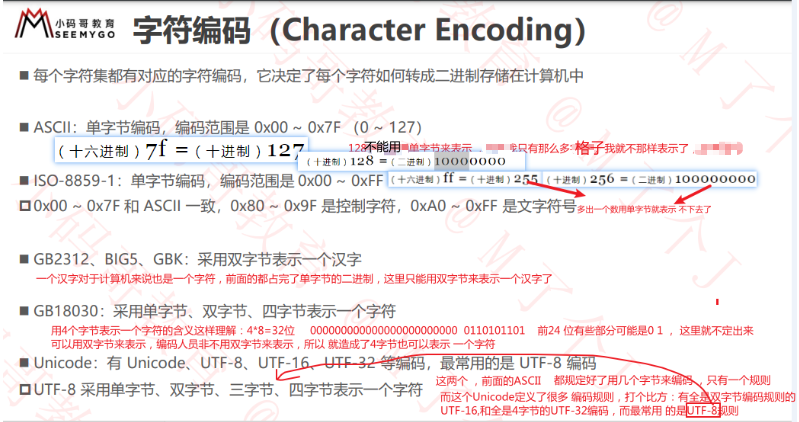 小码哥教育
SEEMYGO
字符编码（Character Encoding）
■ 每个字符集都有对应的字符编码，它决定了每个字符如何转成二进制存储在计算机中
■ ASCII：单字节编码，编码范围是 0x00 ~ 0x7F （0 ~ 127）
不能用
单字节来表示，
只有那么多 格子
我就不那样表示了，
（十六进制）7f =（十进制）127
（十进制）128 =（二进制）10000000
■ ISO-8859-1：单字节编码，编码范围是 0x00 ~ 0xFF
（十六进制）ff =（十进制）255
（十进制）256 =（二进制）100000000
0x00 ~ 0x7F 和 ASCII 一致，0x80 ~ 0x9F 是控制字符，0xA0 ~ 0xFF 是文字符号
多出一个数用单字节就表示 不下去了
■ GB2312、BIG5、GBK：采用双字节表示一个汉字
一个汉字对于计算机来说也是一个字符，前面的都占完了单字节的二进制，这里只能用双字节来表示一个汉字了
■ GB18030：采用单字节、双字节、四字节表示一个字符
用4个字节表示一个字符的含义这样理解：4*8=32位
0110101101 前24 位有些部分可能是0 1 ，这里就不定出来
可以用双字节来表示，编码人员非不用双字节来表示，所以 就造成了4字节也可以表示 一个字符
■ Unicode：有 Unicode、UTF-8、UTF-16、UTF-32 等编码，最常用的是 UTF-8 编码
UTF-8 采用单字节、双字节、三字节、四字节表示一个字符
这两个 ，前面的ASCII 都规定好了用几个字节来编码 ，只有一个规则
而这个Unicode定义了很多 编码规则，打个比方：有全是双字节编码规则的
UTF-16,和全是4字节的UTF-32编码，而最常用 的是UTF-8规则